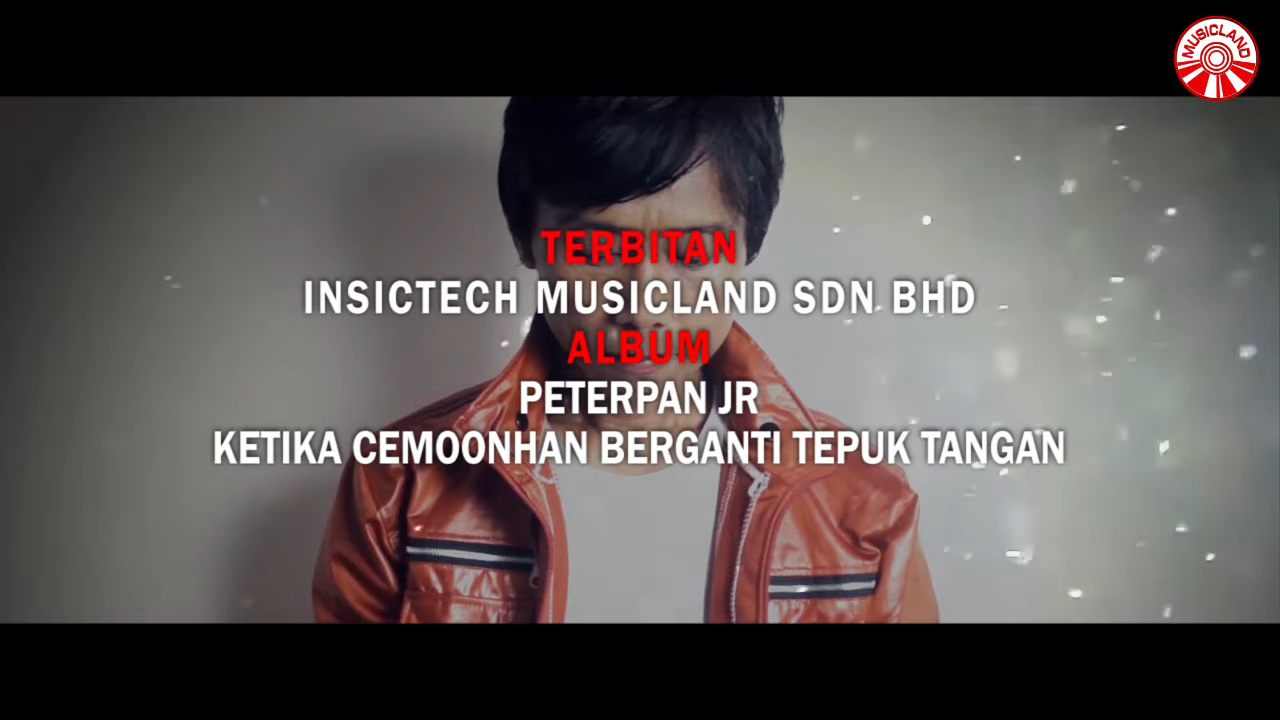 MUSICLAND
TERBITAN
INSICTECH MUSICLAND SDN BHD
ALBUM
PETERPAN JR
KETIKA CEMOONHAN BERGANTI TEPUK TANGAN